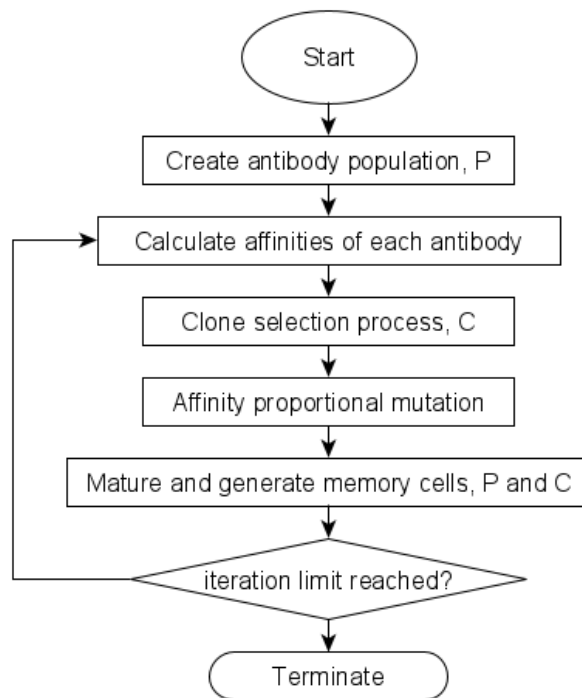 Start
Create antibody population, P
Calculate affinities of each antibody
Clone selection process, C
Affinity proportional mutation
Mature and generate memory cells, P and C
iteration limit reached?
Terminate